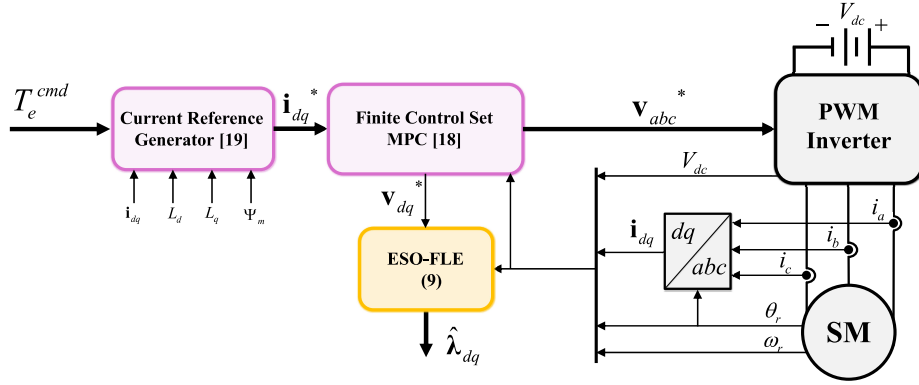 − V_dc +
T_e^cmd
Current Reference
Generator [19]
i_dq*
Finite Control Set
MPC [18]
v_abc*
PWM
Inverter
i_dq
L_d
L_q
Ψ_m
v_dq*
V_dc
i_a
i_b
i_c
i_dq
dq
abc
ESO-FLE
(9)
θ_r
ω_r
SM
λ̂_dq